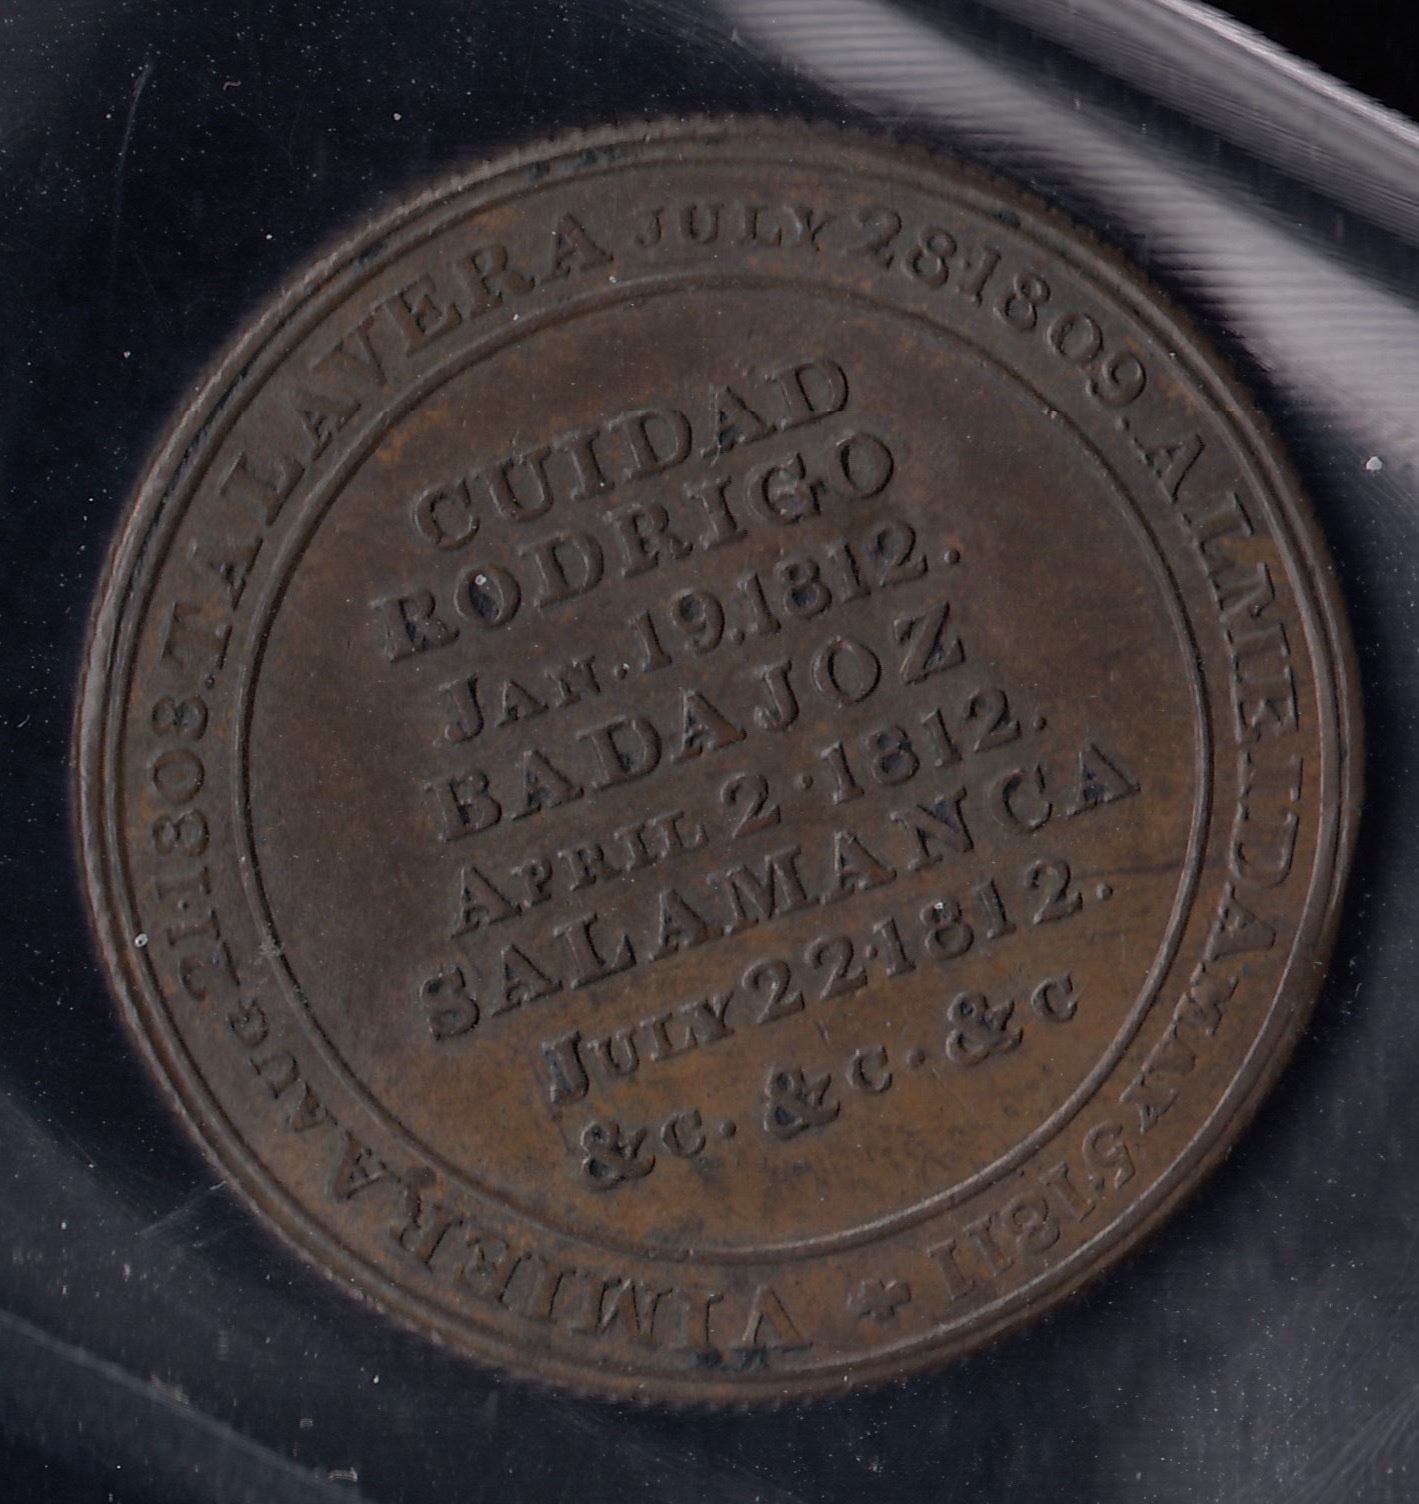 VIMIERA AUG. 21.1808. TALAVERA JULY 28.1809. ALMEIDA MAY 5.1811
CUIDAD
RODRIGO
JAN. 19.1812.
BADAJOZ
APRIL 2.1812.
SALAMANCA
JULY 22.1812.
&C. &C. &C